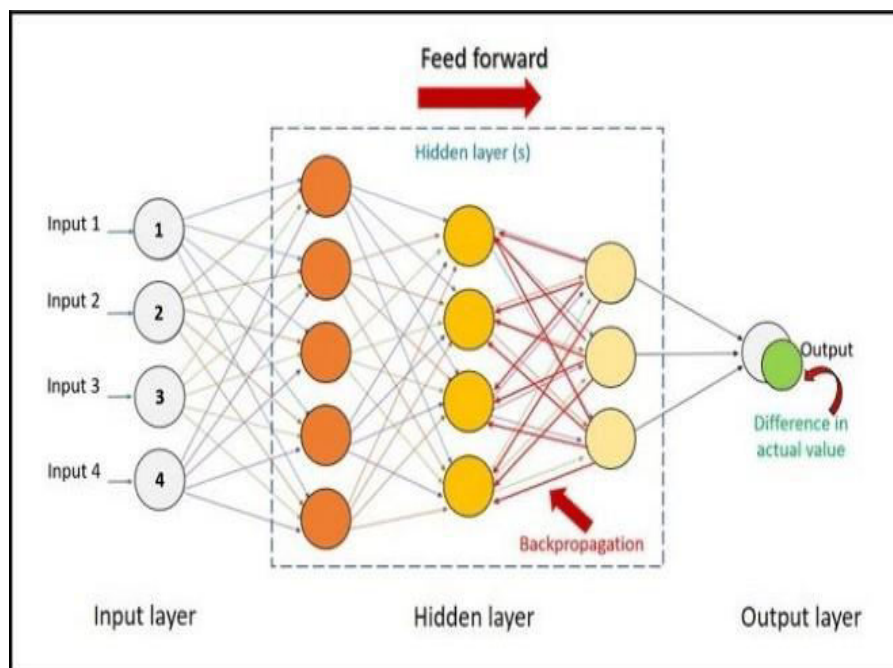 Feed forward
Hidden layer (s)
Input 1
1
Input 2
2
Input 3
3
Input 4
4
Output
Difference in
actual value
Backpropagation
Input layer
Hidden layer
Output layer